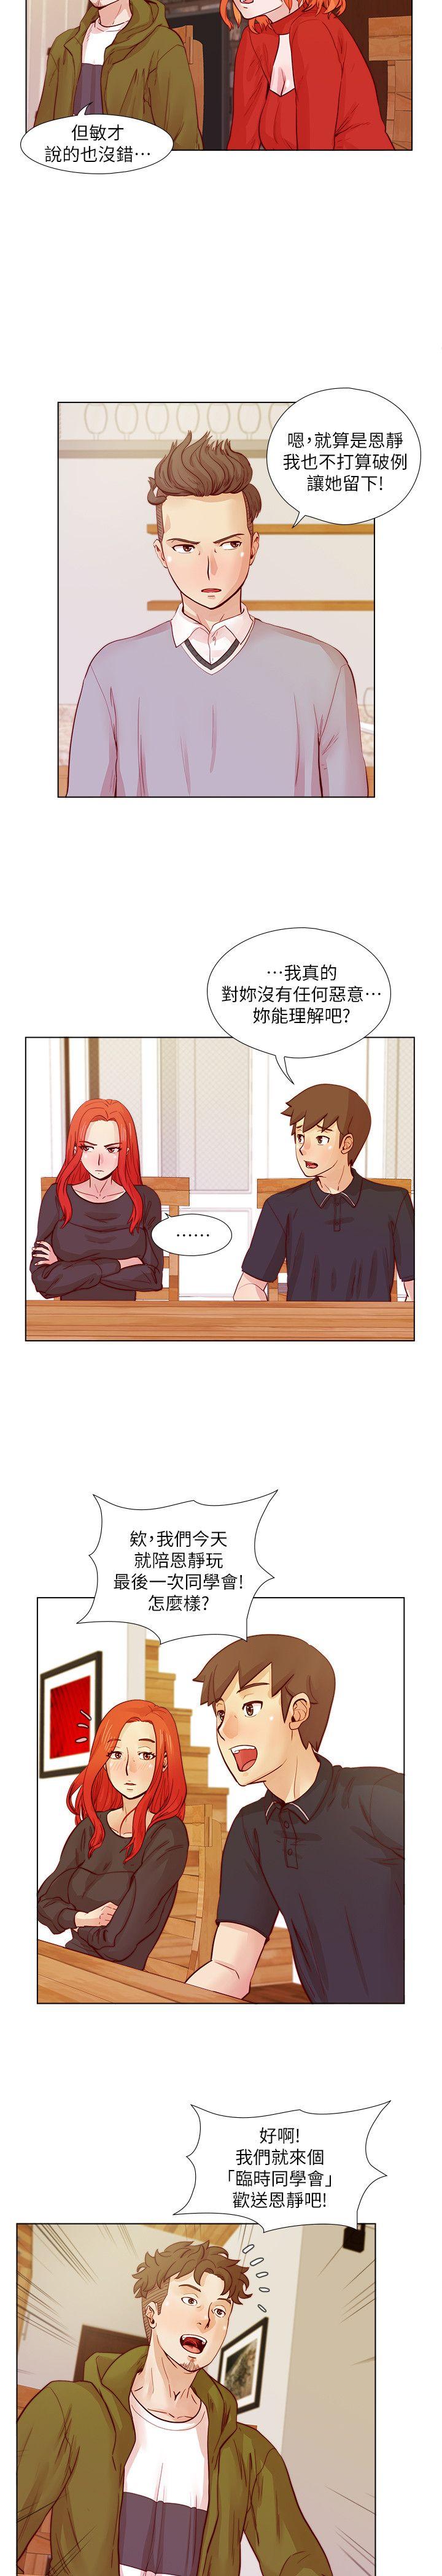 但敏才
說的也沒錯⋯
嗯，就算是恩靜
我也不打算破例
讓她留下!
⋯我真的
對妳沒有任何惡意⋯
妳能理解吧?
⋯⋯
欸，我們今天
就陪恩靜玩
最後一次同學會!
怎麼樣?
好啊!
我們就來個
「臨時同學會」
歡送恩靜吧!